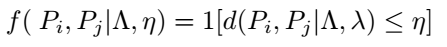 f( P_i, P_j|Λ, η) = 1[d(P_i, P_j|Λ, λ) ≤ η]